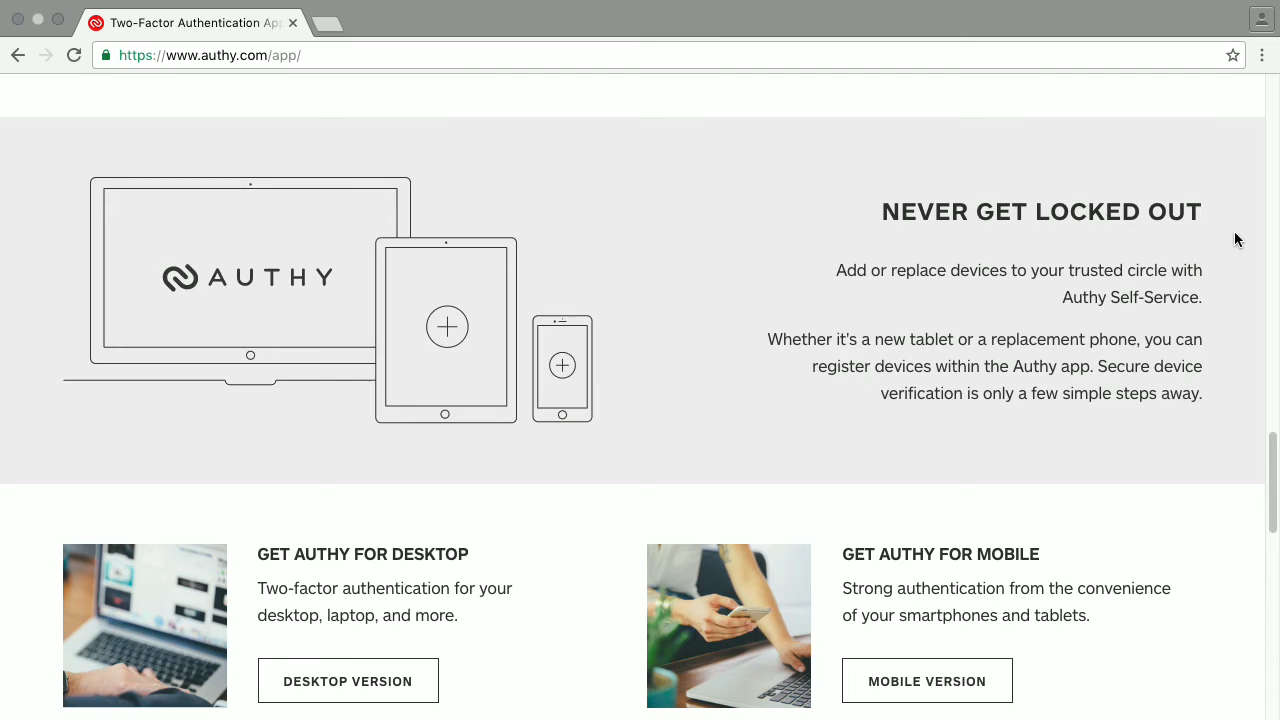 Two-Factor Authentication App
https://www.authy.com/app/
AUTHY
NEVER GET LOCKED OUT
Add or replace devices to your trusted circle with
Authy Self-Service.
Whether it's a new tablet or a replacement phone, you can
register devices within the Authy app. Secure device
verification is only a few simple steps away.
GET AUTHY FOR DESKTOP
Two-factor authentication for your
desktop, laptop, and more.
DESKTOP VERSION
GET AUTHY FOR MOBILE
Strong authentication from the convenience
of your smartphones and tablets.
MOBILE VERSION